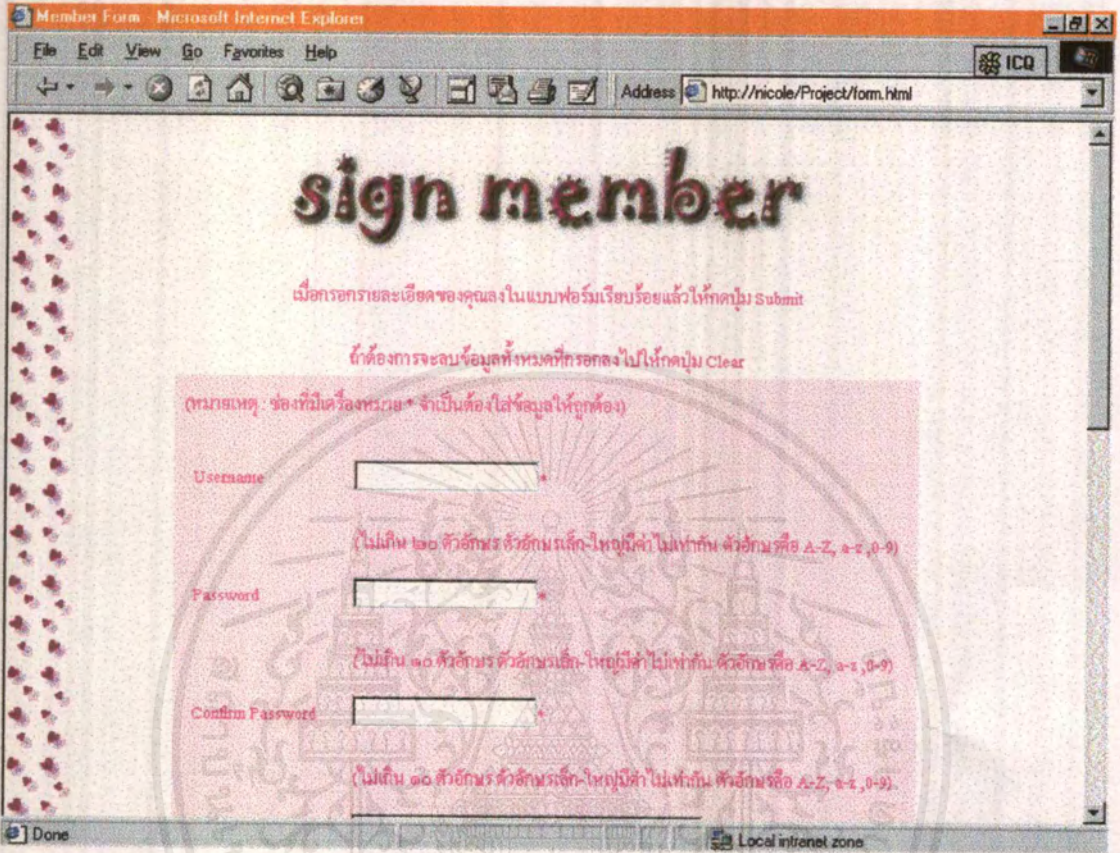 Member Form - Microsoft Internet Explorer
File Edit View Go Favorites Help
ICQ
Address http://nicole/Project/form.html
sign member
เมื่อกรอกรายละเอียดของคุณลงในแบบฟอร์มเรียบร้อยแล้วให้กดปุ่ม Submit
ถ้าต้องการจะลบข้อมูลทั้งหมดที่กรอกลงไปให้กดปุ่ม Clear
(หมายเหตุ : ช่องที่มีเครื่องหมาย * จำเป็นต้องใส่ข้อมูลให้ถูกต้อง)
Username *
(ไม่เกิน ๒๐ ตัวอักษร ตัวอักษรเล็ก-ใหญ่มีค่าไม่เท่ากัน ตัวอักษรคือ A-Z, a-z ,0-9)
Password *
(ไม่เกิน ๑๐ ตัวอักษร ตัวอักษรเล็ก-ใหญ่มีค่าไม่เท่ากัน ตัวอักษรคือ A-Z, a-z ,0-9)
Confirm Password *
(ไม่เกิน ๑๐ ตัวอักษร ตัวอักษรเล็ก-ใหญ่มีค่าไม่เท่ากัน ตัวอักษรคือ A-Z, a-z ,0-9)
Done
Local intranet zone